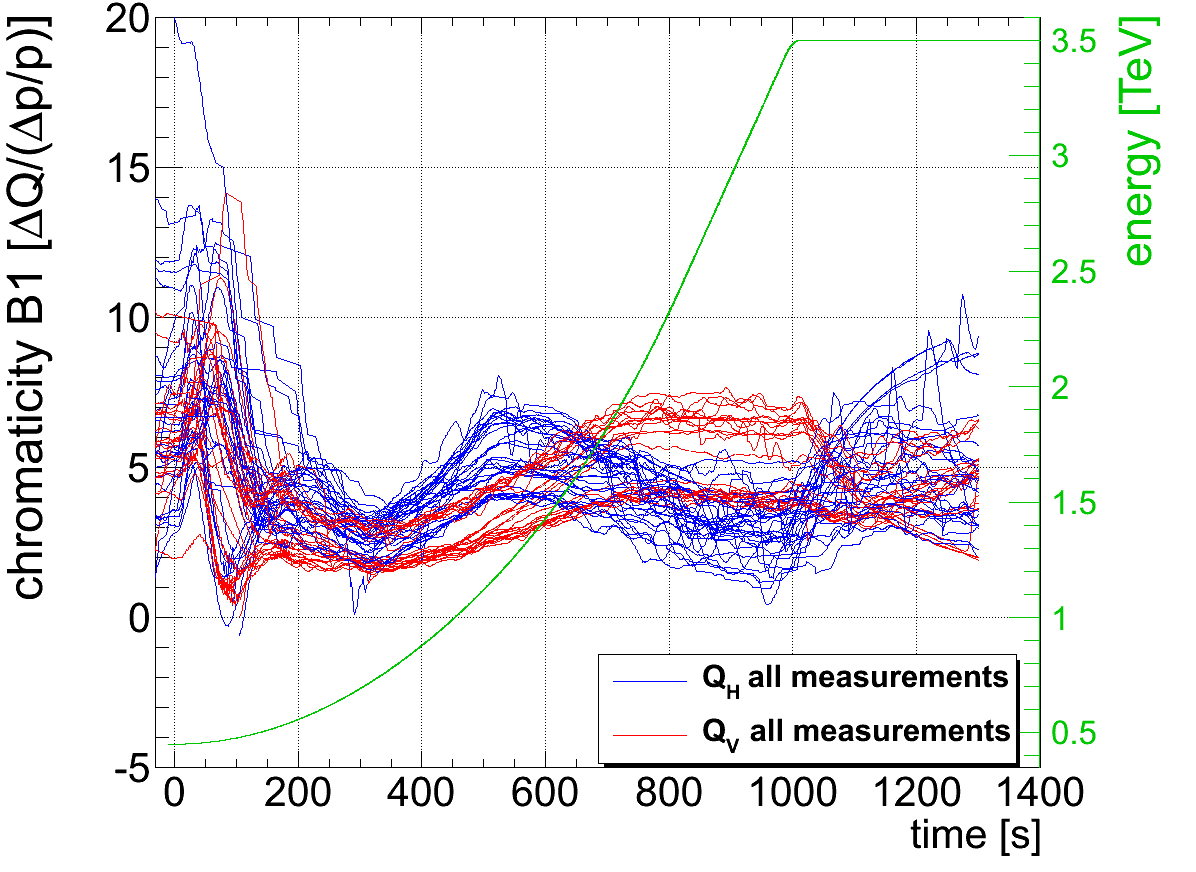 chromaticity B1 [ΔQ/(Δp/p)]
20
15
10
5
0
-5
0 200 400 600 800 1000 1200 1400
time [s]
energy [TeV]
3.5
3
2.5
2
1.5
1
0.5
Q_H all measurements
Q_V all measurements